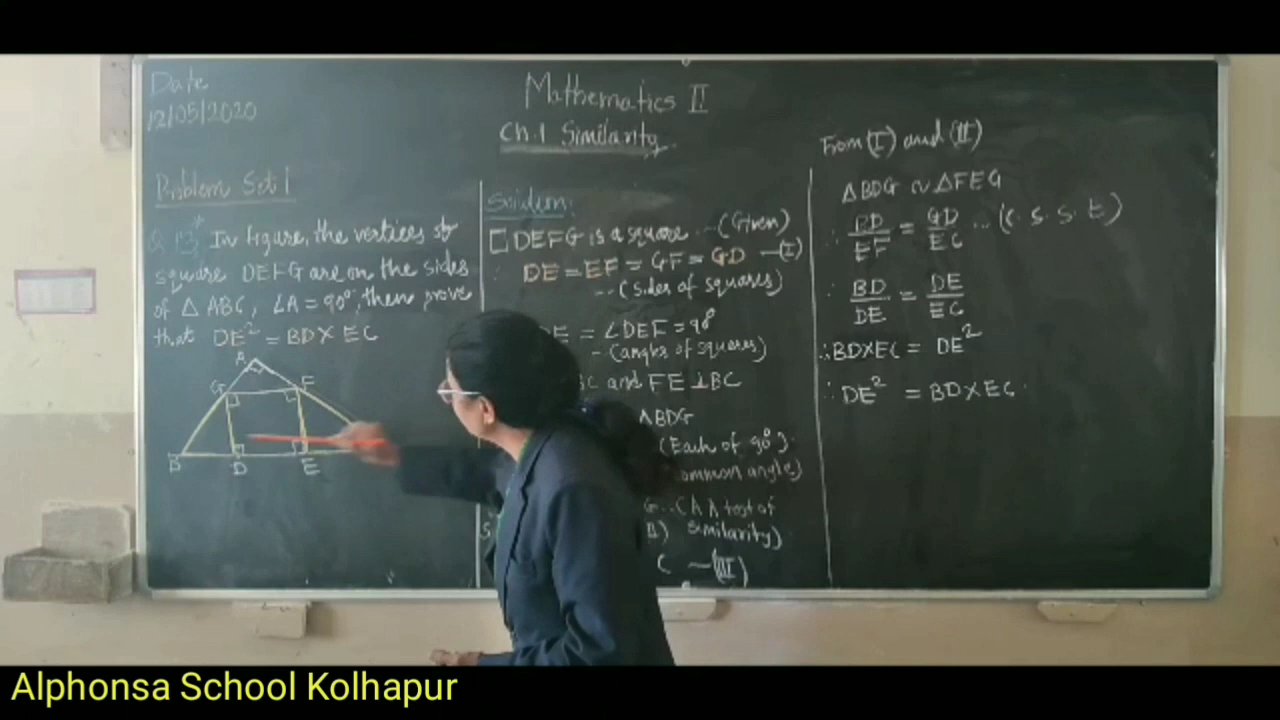 Date
12/05/2020
Mathematics II
Ch.1 Similarity
Problem Set 1
Q.13* In figure, the vertices of
square DEFG are on the sides
of △ ABC, ∠A = 90° then prove
that DE² = BD × EC
A
G F
B D E
Solution:
□ DEFG is a square ... (Given)
∴ DE = EF = GF = GD —(I)
... (sides of squares)
DE = ∠DEF = 90°
- (angles of squares)
BC and FE ⊥ BC
△BDG
(Each of 90°)
common angle)
G.. (A A test of
B) similarity)
C —(III)
From (I) and (II)
△BDG ~ △FEG
∴ BD/EF = GD/EC ... (c. s. s. t)
∴ BD/DE = DE/EC
∴ BD×EC = DE²
∴ DE² = BD × EC.
Alphonsa School Kolhapur